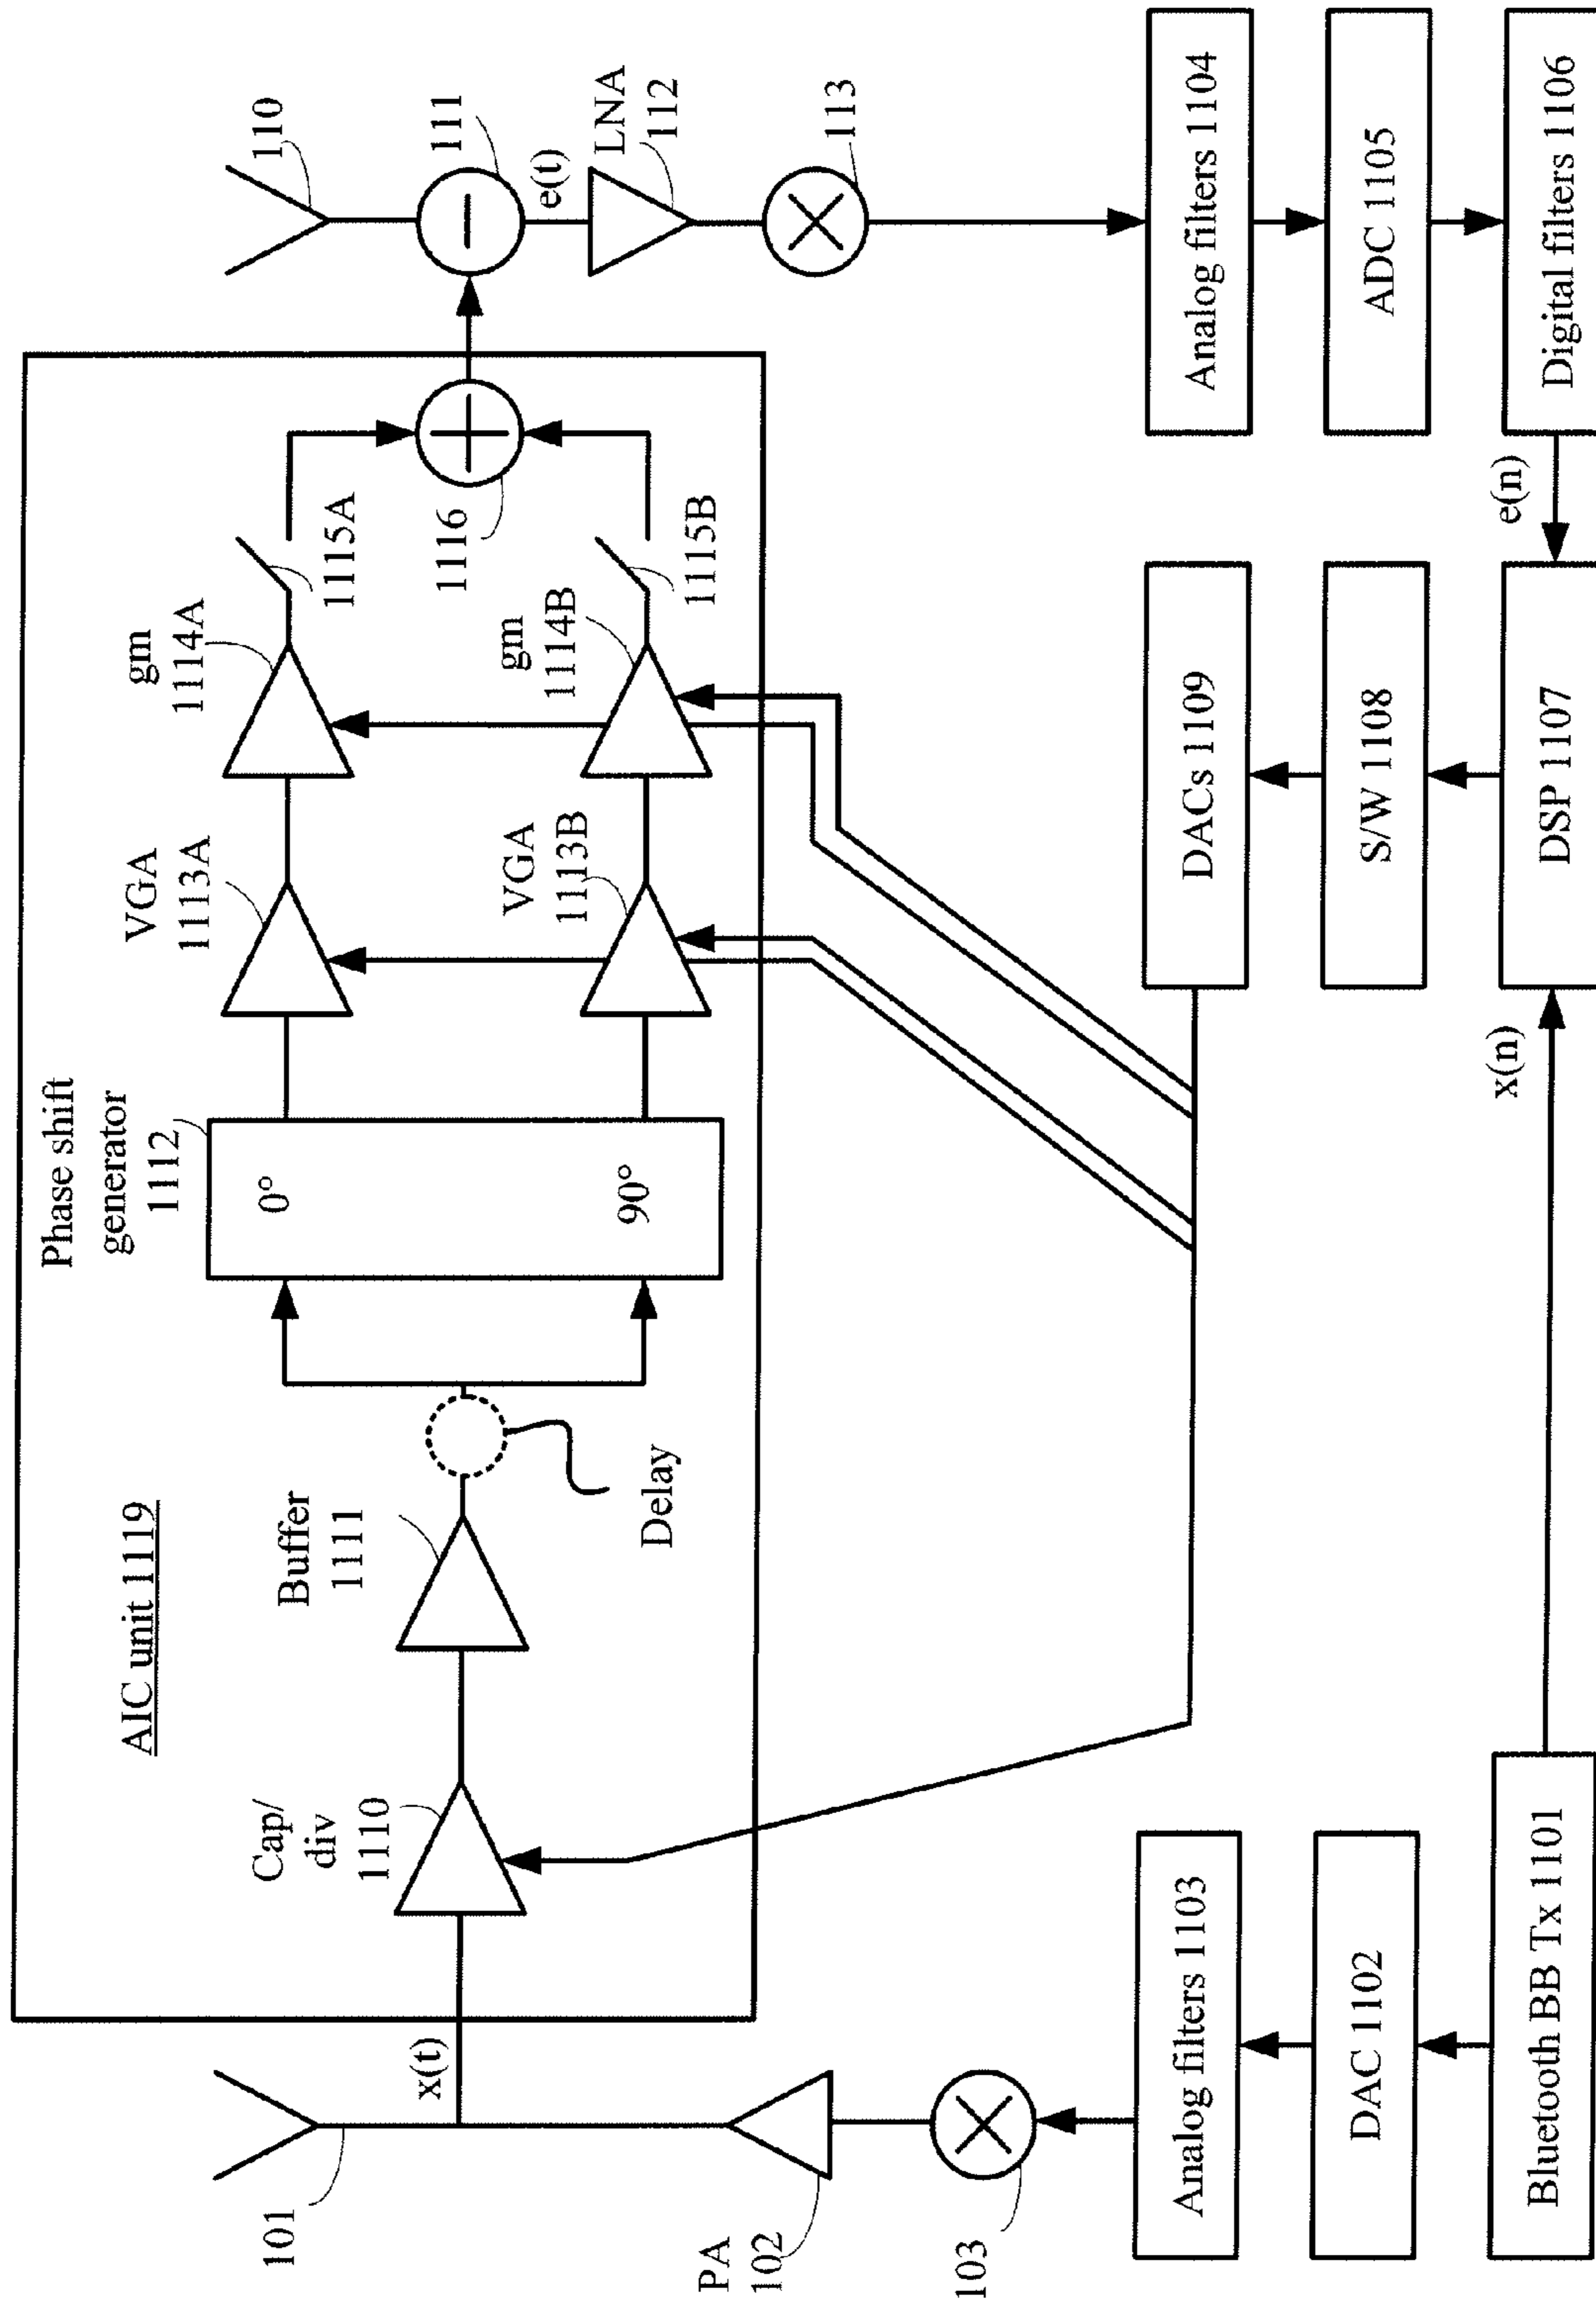 AIC unit 1119
Phase shift
generator
1112
0°
90°
Cap/
div
1110
Buffer
1111
Delay
VGA
1113A
VGA
1113B
gm
1114A
gm
1114B
1115A
1115B
1116
110
111
e(t)
LNA
112
113
x(t)
101
PA
102
103
Analog filters 1103
DAC 1102
Bluetooth BB Tx 1101
x(n)
DACs 1109
S/W 1108
DSP 1107
e(n)
Analog filters 1104
ADC 1105
Digital filters 1106